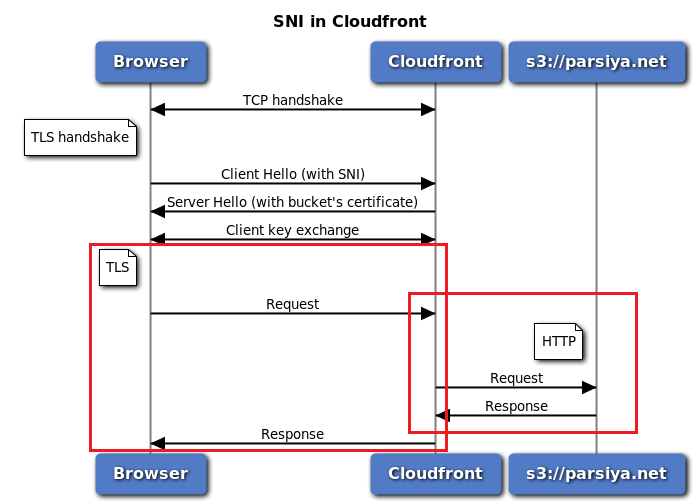 SNI in Cloudfront
Browser
Cloudfront
s3://parsiya.net
TCP handshake
TLS handshake
Client Hello (with SNI)
Server Hello (with bucket's certificate)
Client key exchange
TLS
Request
HTTP
Request
Response
Response
Browser
Cloudfront
s3://parsiya.net